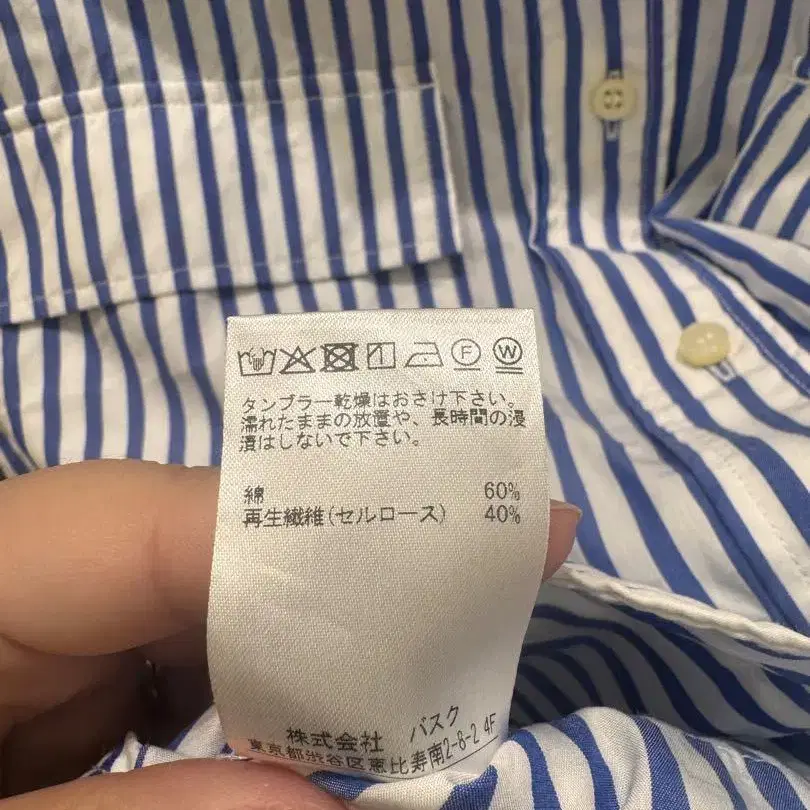 タンブラー乾燥はおさけ下さい。
濡れたままの放置や、長時間の浸
漬はしないで下さい。
綿 60%
再生繊維(セルロース) 40%
株式会社 バスク
東京都渋谷区恵比寿南2-8-2 4F